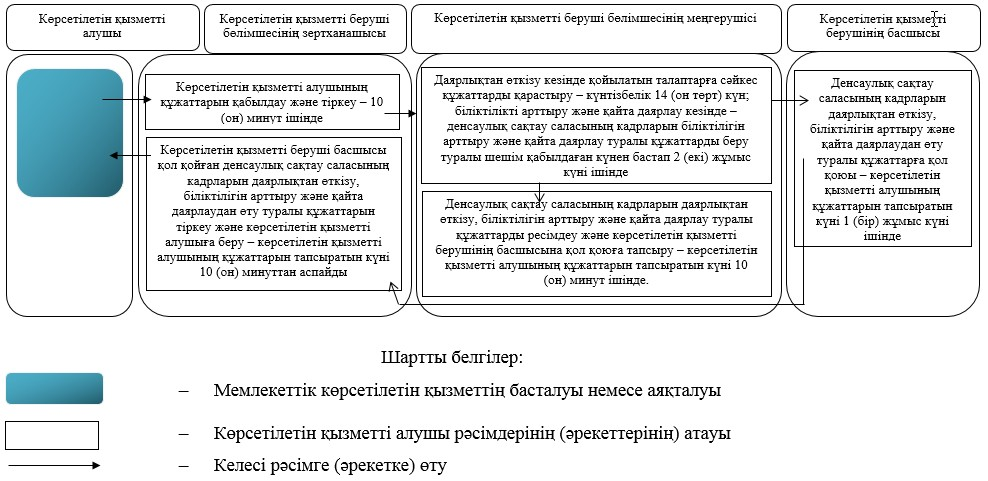 Көрсетілетін қызметті
алушы
Көрсетілетін қызметті беруші
бөлімшесінің зертханашысы
Көрсетілетін қызметті беруші бөлімшесінің меңгерушісі
Көрсетілетін қызметті
берушінің басшысы
Көрсетілетін қызметті алушының
құжаттарын қабылдау және тіркеу – 10
(он) минут ішінде
Көрсетілетін қызметті беруші басшысы
қол қойған денсаулық сақтау саласының
кадрларын даярлықтан өткізу,
біліктілігін арттыру және қайта
даярлаудан өту туралы құжаттарын
тіркеу және көрсетілетін қызметті
алушыға беру – көрсетілетін қызметті
алушының құжаттарын тапсыратын күні
10 (он) минуттан аспайды
Даярлықтан өткізу кезінде қойылатын талаптарға сәйкес
құжаттарды қарастыру – күнтізбелік 14 (он төрт) күн;
біліктілікті арттыру және қайта даярлау кезінде –
денсаулық сақтау саласының кадрларын біліктілігін
арттыру және қайта даярлау туралы құжаттарды беру
туралы шешім қабылдаған күнен бастап 2 (екі) жұмыс
күні ішінде
Денсаулық сақтау саласының кадрларын даярлықтан
өткізу, біліктілігін арттыру және қайта даярлау туралы
құжаттарды ресімдеу және көрсетілетін қызметті
берушінің басшысына қол қоюға тапсыру – көрсетілетін
қызметті алушының құжаттарын тапсыратын күні 10
(он) минут ішінде.
Денсаулық сақтау
саласының кадрларын
даярлықтан өткізу,
біліктілігін арттыру және
қайта даярлаудан өту
туралы құжаттарға қол
қоюы – көрсетілетін
қызметті алушының
құжаттарын тапсыратын
күні 1 (бір) жұмыс күні
ішінде
Шартты белгілер:
– Мемлекеттік көрсетілетін қызметтің басталуы немесе аяқталуы
– Көрсетілетін қызметті алушы рәсімдерінің (әрекеттерінің) атауы
– Келесі рәсімге (әрекетке) өту